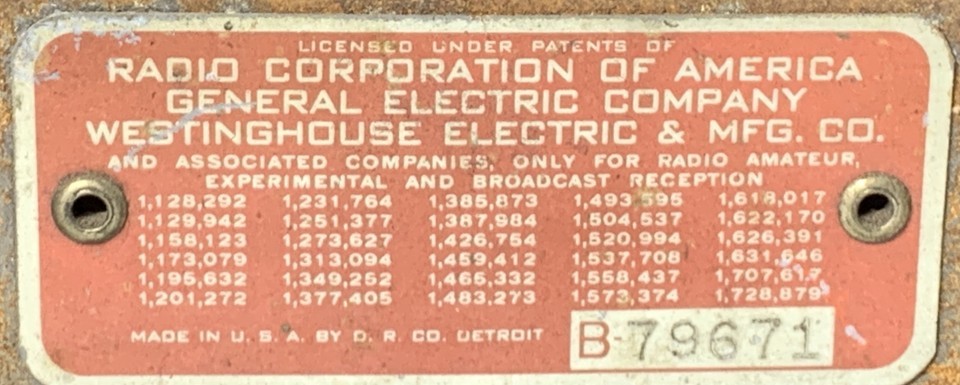 LICENSED UNDER PATENTS OF
RADIO CORPORATION OF AMERICA
GENERAL ELECTRIC COMPANY
WESTINGHOUSE ELECTRIC & MFG. CO.
AND ASSOCIATED COMPANIES, ONLY FOR RADIO AMATEUR,
EXPERIMENTAL AND BROADCAST RECEPTION
1,128,292 1,231,764 1,385,873 1,493,595 1,618,017
1,129,942 1,251,377 1,387,984 1,504,537 1,622,170
1,158,123 1,273,627 1,426,754 1,520,994 1,626,391
1,173,079 1,313,094 1,459,412 1,537,708 1,631,646
1,195,632 1,349,252 1,465,332 1,558,437 1,707,617
1,201,272 1,377,405 1,483,273 1,573,374 1,728,879
MADE IN U. S. A. BY D. R. CO. DETROIT B-79671